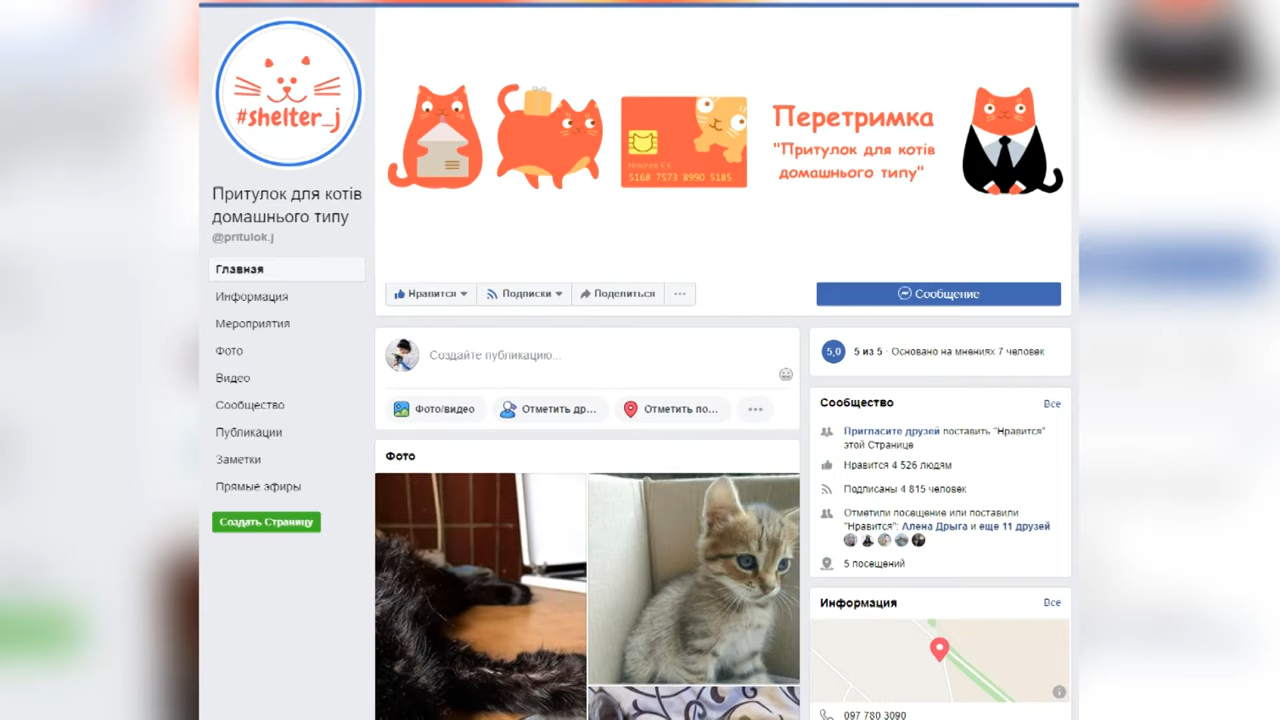 #shelter_j
Притулок для котів
домашнього типу
@pritulok.j
Главная
Информация
Мероприятия
Фото
Видео
Сообщество
Публикации
Заметки
Прямые эфиры
Создать Страницу
5168 7573 8990 5185
Перетримка
"Притулок для котів
домашнього типу"
Нравится
Подписки
Поделиться
Сообщение
Создайте публикацию...
Фото/видео
Отметить др...
Отметить по...
Фото
5,0
5 из 5 · Основано на мнениях 7 человек
Сообщество
Все
Пригласите друзей поставить "Нравится"
этой Странице
Нравится 4 526 людям
Подписаны 4 815 человек
Отметили посещение или поставили
"Нравится": Алена Дрыга и еще 11 друзей
5 посещений
Информация
Все
097 780 3090